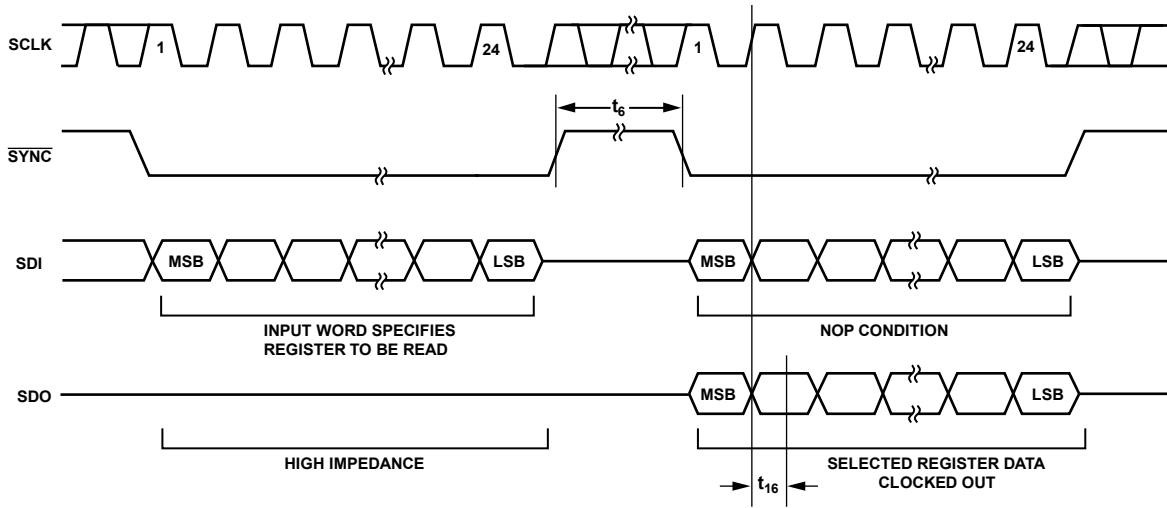 SCLK
1
24
1
24
t6
SYNC
SDI
MSB
LSB
MSB
LSB
INPUT WORD SPECIFIES
REGISTER TO BE READ
NOP CONDITION
SDO
MSB
LSB
HIGH IMPEDANCE
SELECTED REGISTER DATA
CLOCKED OUT
t16